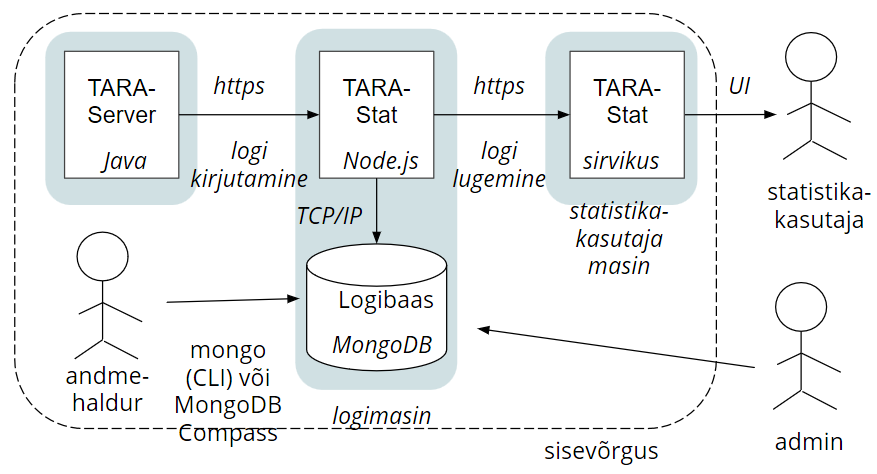 TARA-
Server
Java
https
logi
kirjutamine
TARA-
Stat
Node.js
https
logi
lugemine
TARA-
Stat
sirvikus
UI
statistika-
kasutaja
TCP/IP
statistika-
kasutaja
masin
Logibaas
MongoDB
andme-
haldur
mongo
(CLI) või
MongoDB
Compass
logimasin
sisevõrgus
admin